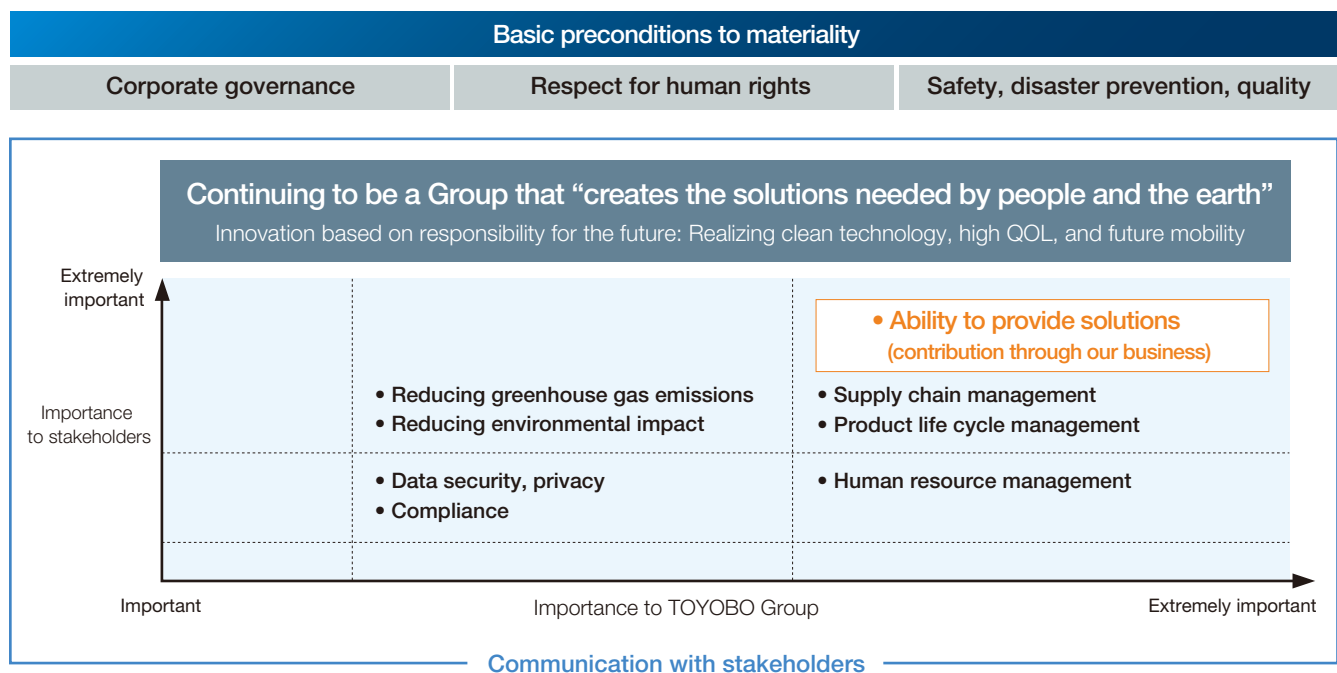 Basic preconditions to materiality
Corporate governance
Respect for human rights
Safety, disaster prevention, quality
Continuing to be a Group that “creates the solutions needed by people and the earth”
Innovation based on responsibility for the future: Realizing clean technology, high QOL, and future mobility
Extremely
important
• Ability to provide solutions
(contribution through our business)
• Reducing greenhouse gas emissions
• Reducing environmental impact
• Supply chain management
• Product life cycle management
Importance
to stakeholders
• Data security, privacy
• Compliance
• Human resource management
Important
Importance to TOYOBO Group
Extremely important
Communication with stakeholders